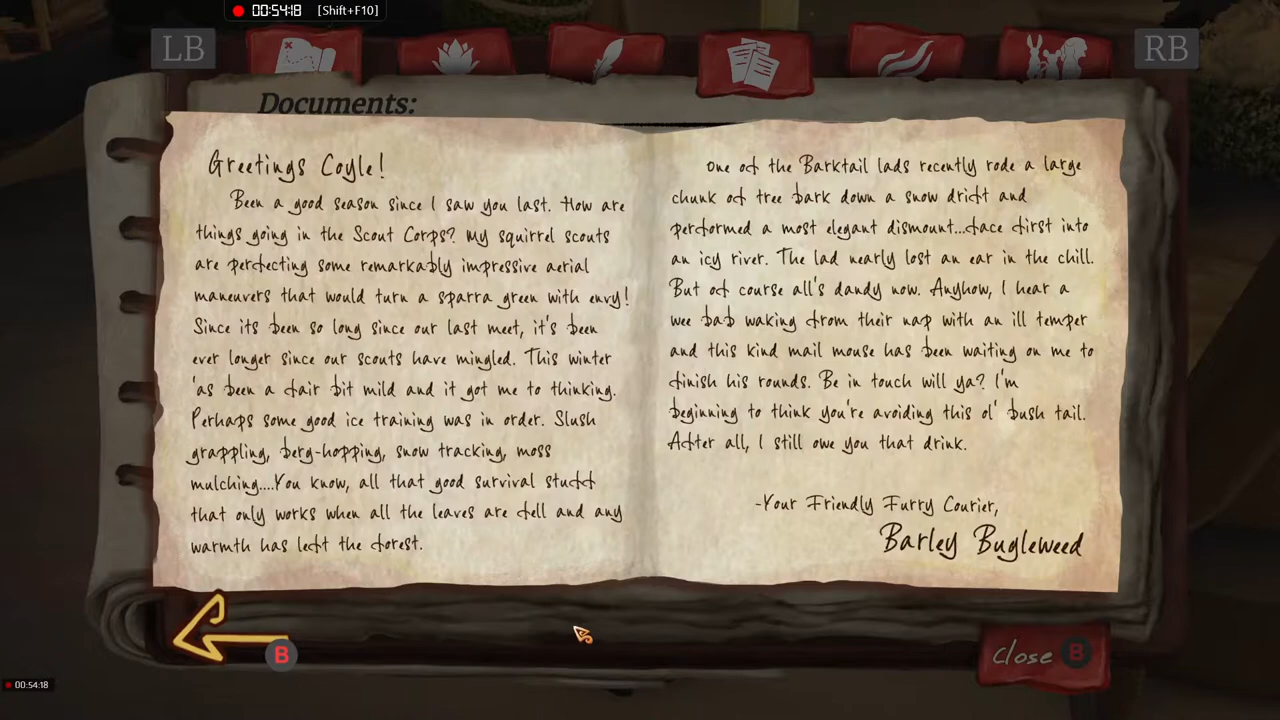 00:54:18 [Shift+F10]
LB
RB
Documents:
Greetings Coyle!
Been a good season since I saw you last. How are
things going in the Scout Corps? My squirrel scouts
are perfecting some remarkably impressive aerial
maneuvers that would turn a sparra green with envy!
Since its been so long since our last meet, it's been
ever longer since our scouts have mingled. This winter
'as been a fair bit mild and it got me to thinking.
Perhaps some good ice training was in order. Slush
grappling, berg-hopping, snow tracking, moss
mulching....You know, all that good survival stuff
that only works when all the leaves are fell and any
warmth has left the forest.
One of the Barktail lads recently rode a large
chunk of tree bark down a snow drift and
performed a most elegant dismount...face first into
an icy river. The lad nearly lost an ear in the chill.
But of course all's dandy now. Anyhow, I hear a
wee bab waking from their nap with an ill temper
and this kind mail mouse has been waiting on me to
finish his rounds. Be in touch will ya? I'm
beginning to think you're avoiding this ol' bush tail.
After all, I still owe you that drink.
-Your Friendly Furry Courier,
Barley Bugleweed
B
Close B
00:54:18